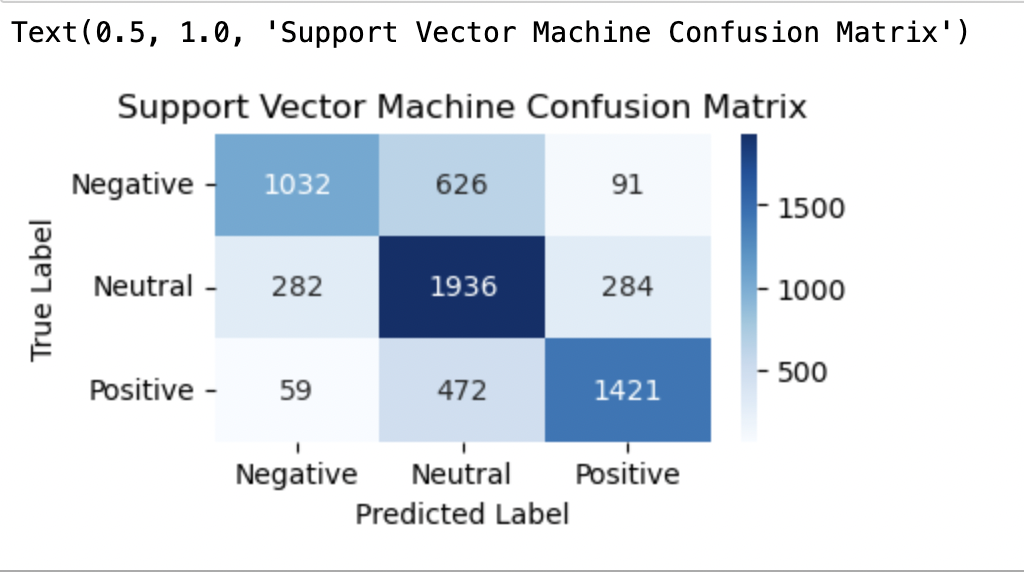 Text(0.5, 1.0, 'Support Vector Machine Confusion Matrix')
Support Vector Machine Confusion Matrix
Negative 1032 626 91
Neutral 282 1936 284
Positive 59 472 1421
Negative Neutral Positive
Predicted Label
True Label
1500
1000
500